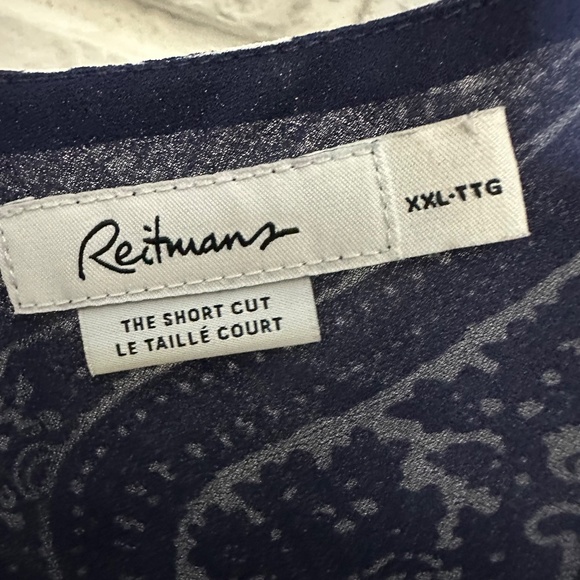 Reitmans
XXL-TTG
THE SHORT CUT
LE TAILLÉ COURT